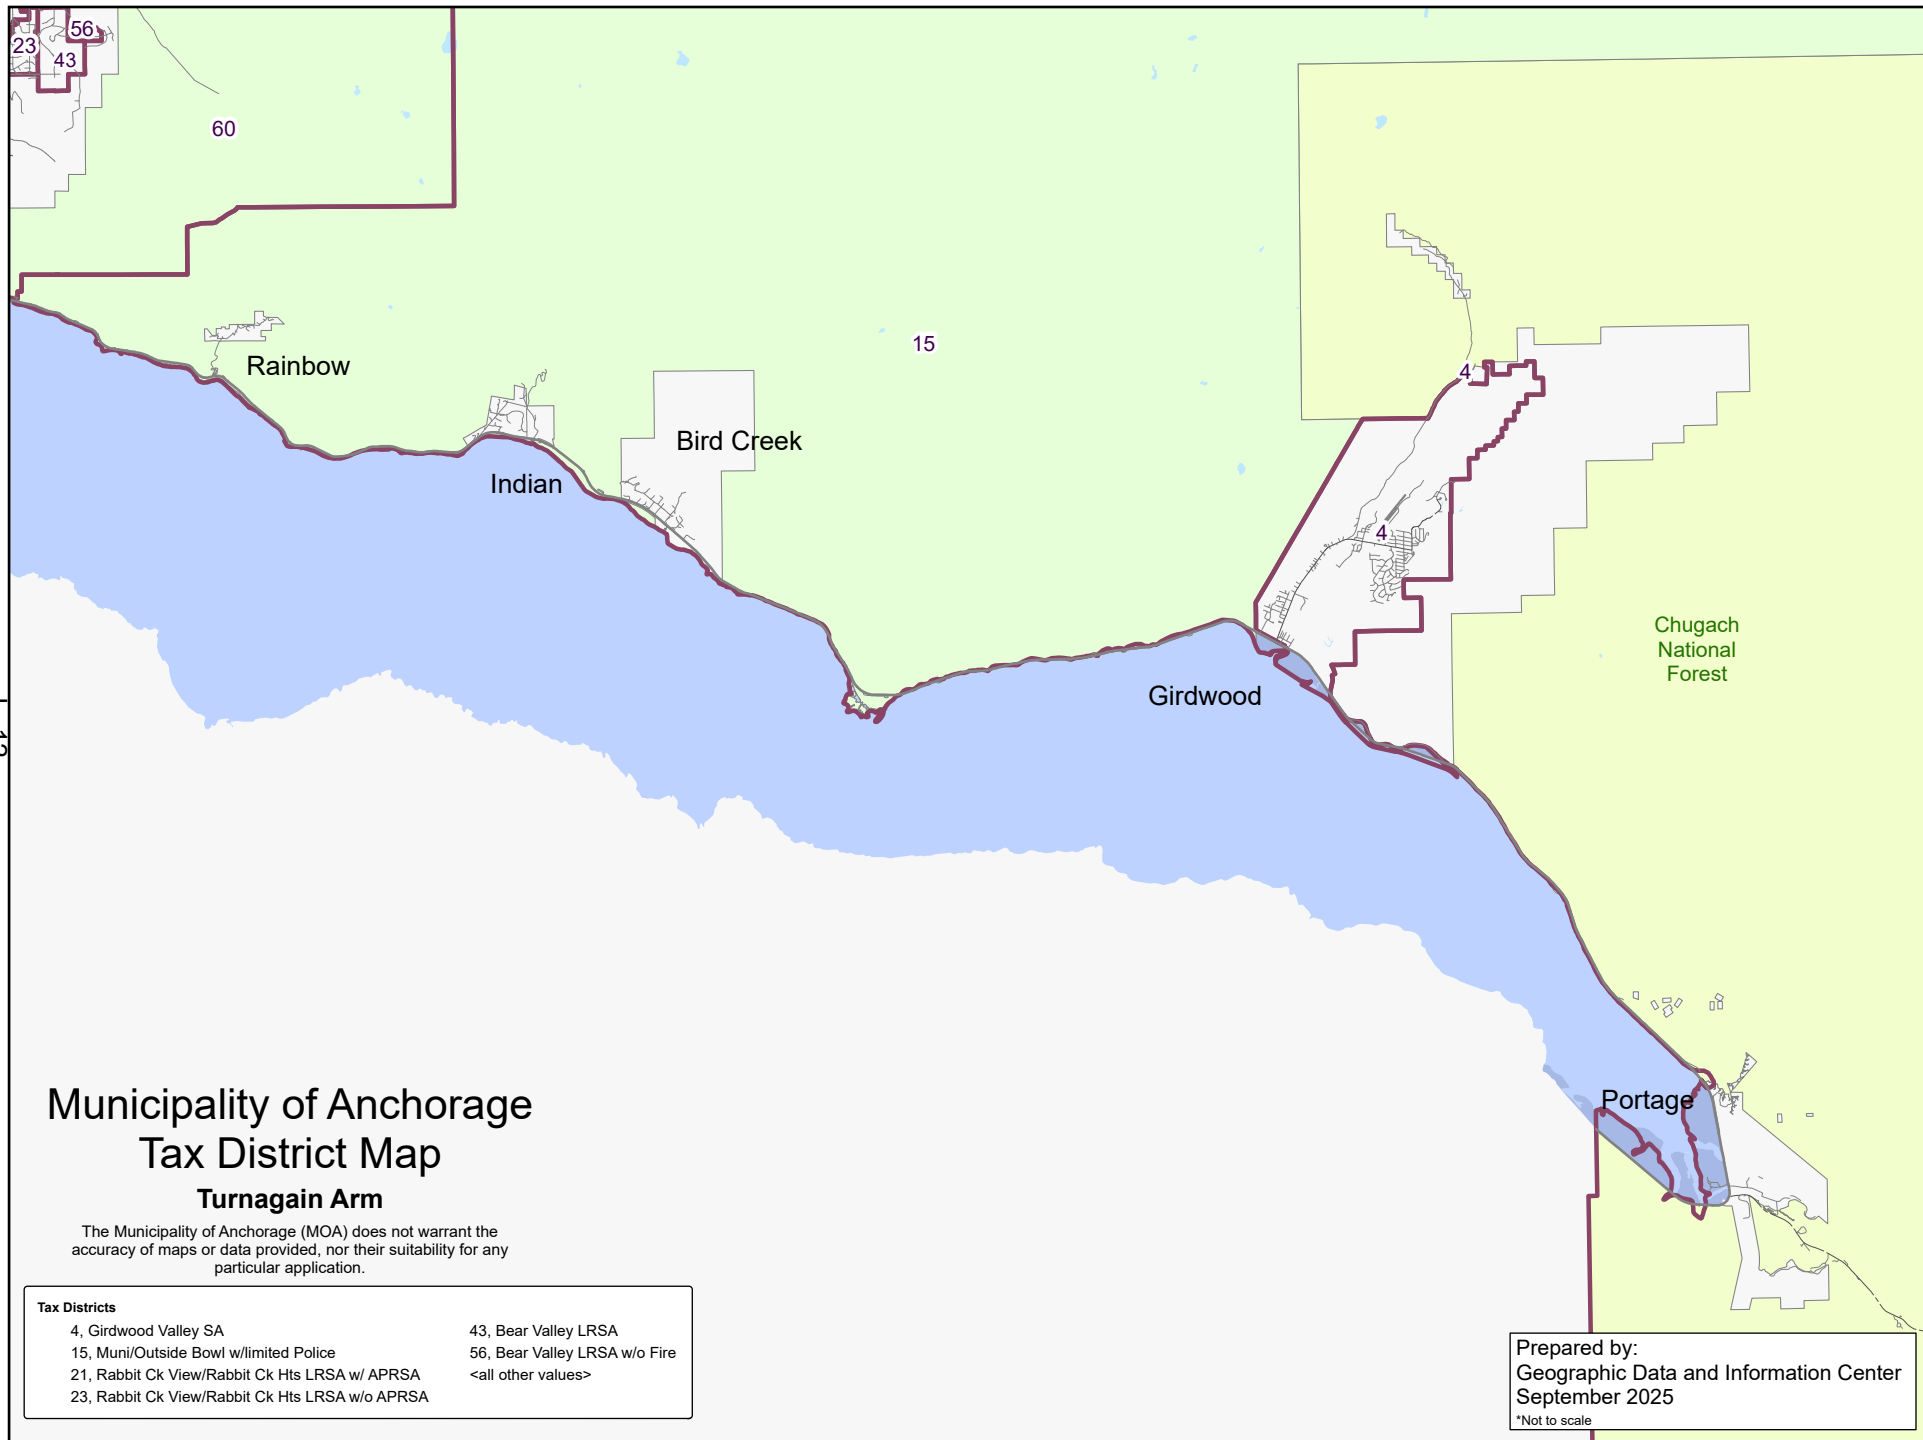 56
23
43
60
15
4
Rainbow
Bird Creek
Indian
4
Chugach
National
Forest
Girdwood
Portage
Municipality of Anchorage
Tax District Map
Turnagain Arm
The Municipality of Anchorage (MOA) does not warrant the
accuracy of maps or data provided, nor their suitability for any
particular application.
Tax Districts
4, Girdwood Valley SA
15, Muni/Outside Bowl w/limited Police
21, Rabbit Ck View/Rabbit Ck Hts LRSA w/ APRSA
23, Rabbit Ck View/Rabbit Ck Hts LRSA w/o APRSA
43, Bear Valley LRSA
56, Bear Valley LRSA w/o Fire
<all other values>
Prepared by:
Geographic Data and Information Center
September 2025
*Not to scale